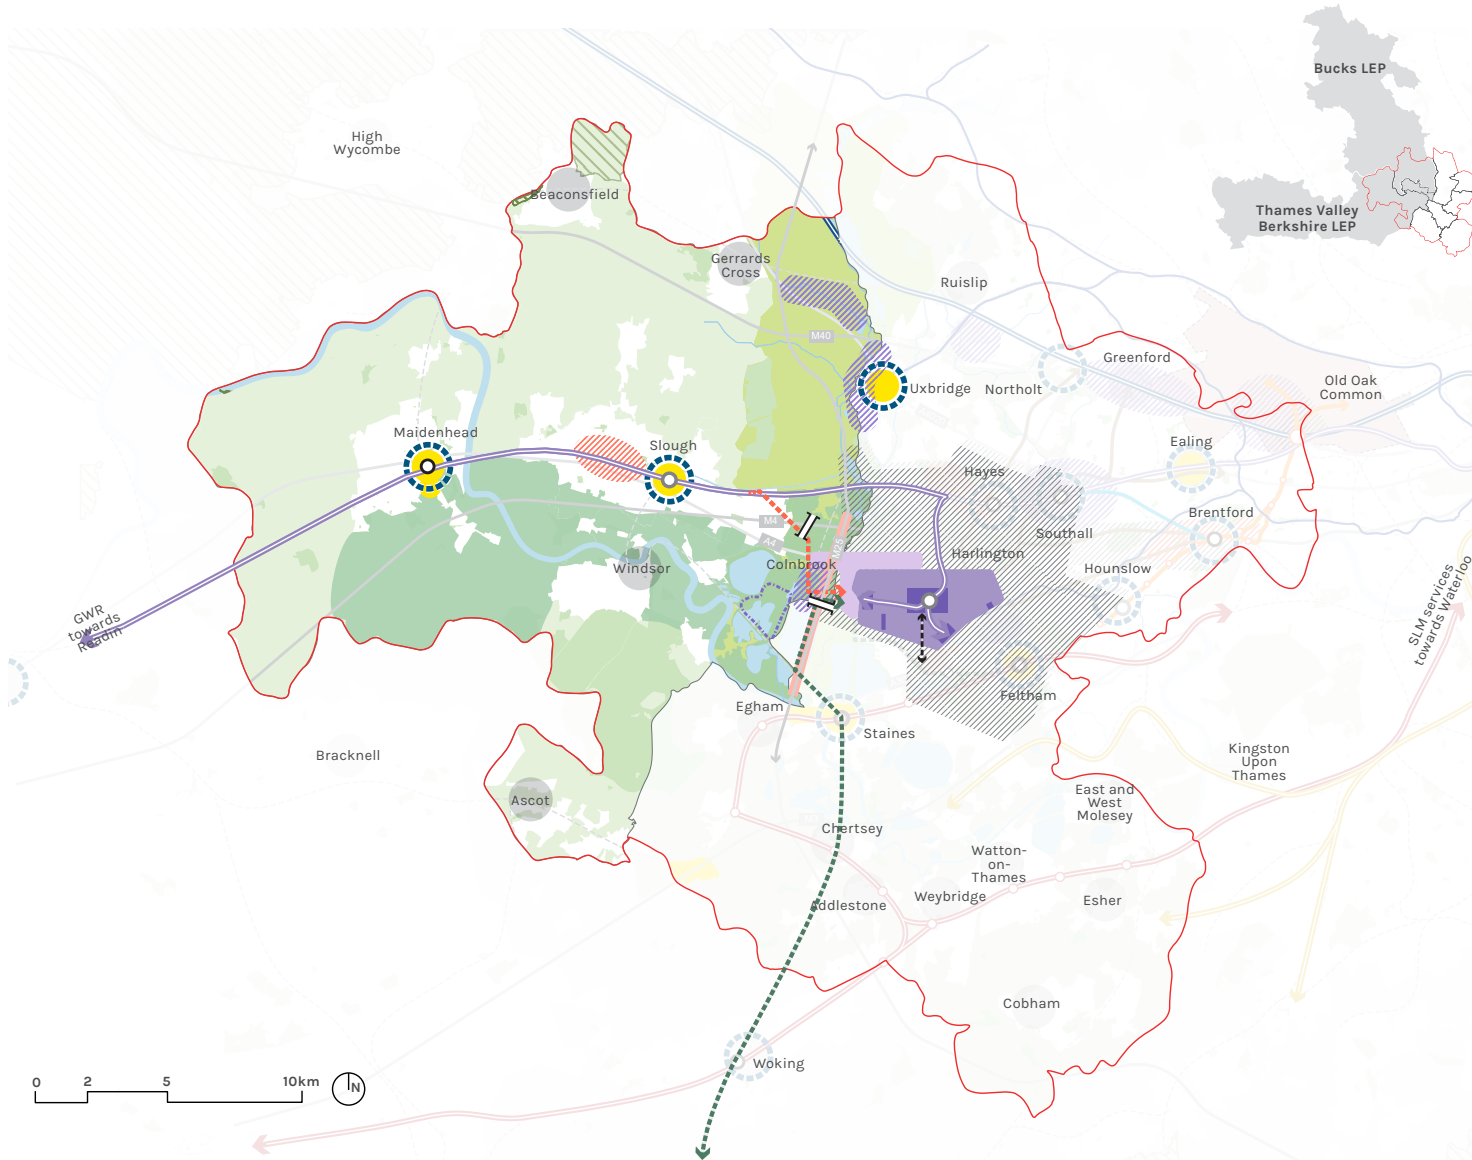 Bucks LEP
Thames Valley
Berkshire LEP
High
Wycombe
Beaconsfield
Gerrards
Cross
Ruislip
M40
Greenford
Uxbridge
Northolt
Old Oak
Common
Maidenhead
Slough
Ealing
Hayes
Brentford
M4
A4
M25
Southall
Harlington
Colnbrook
Hounslow
Windsor
GWR
towards
Readin
SLM services
towards Waterloo
Feltham
Egham
Staines
Bracknell
Kingston
Upon
Thames
Ascot
East and
West
Molesey
Chertsey
Watton-
on-
Thames
Weybridge
Addlestone
Esher
Cobham
Woking
0 2 5 10km
N